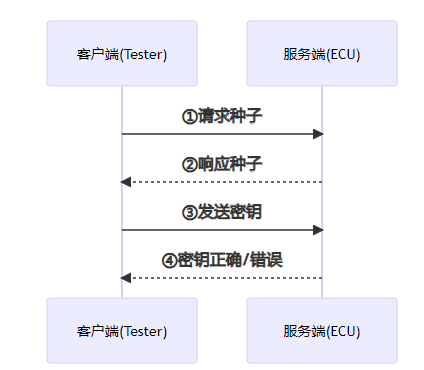 客户端(Tester)
服务端(ECU)
①请求种子
②响应种子
③发送密钥
④密钥正确/错误
客户端(Tester)
服务端(ECU)